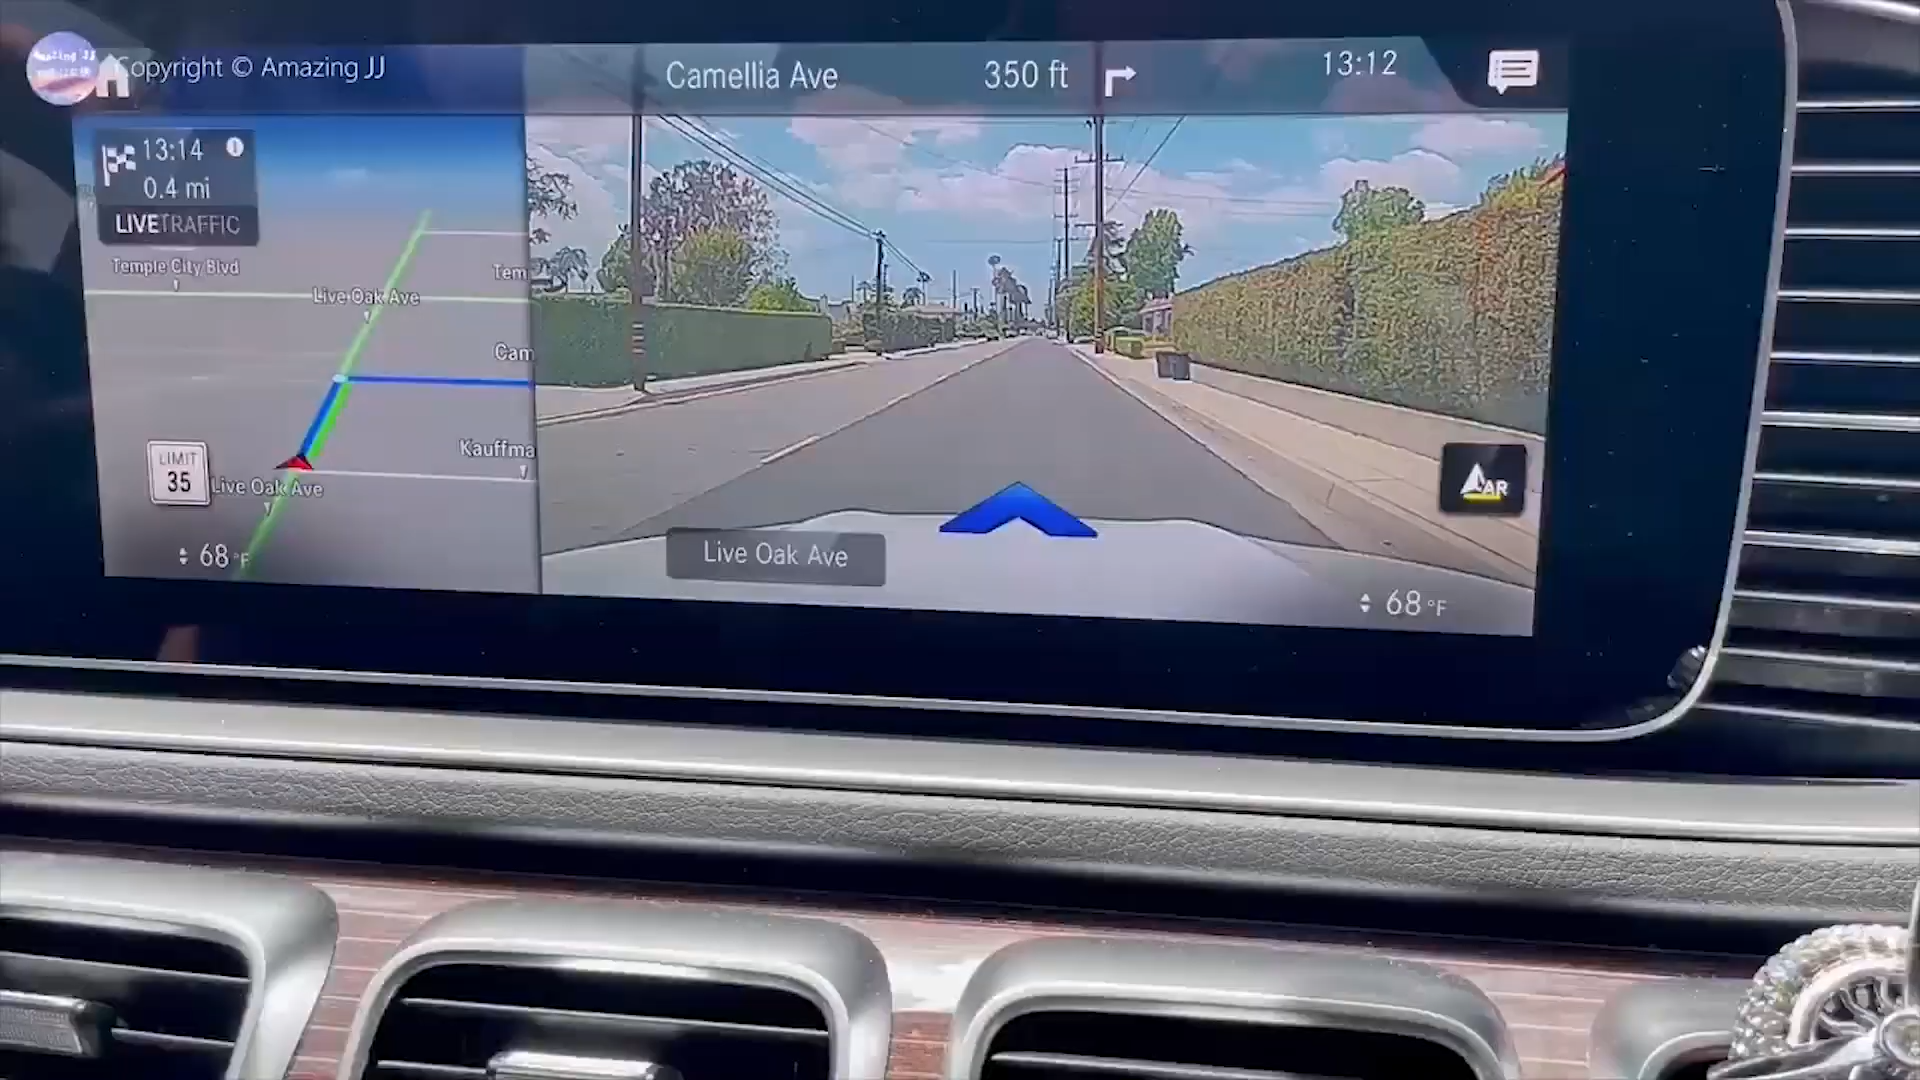 Copyright © Amazing JJ
Camellia Ave
350 ft
13:12
13:14
0.4 mi
LIVETRAFFIC
Temple City Blvd
Tem
Live Oak Ave
Cam
Kauffma
LIMIT
35
Live Oak Ave
68 °F
Live Oak Ave
AR
68 °F